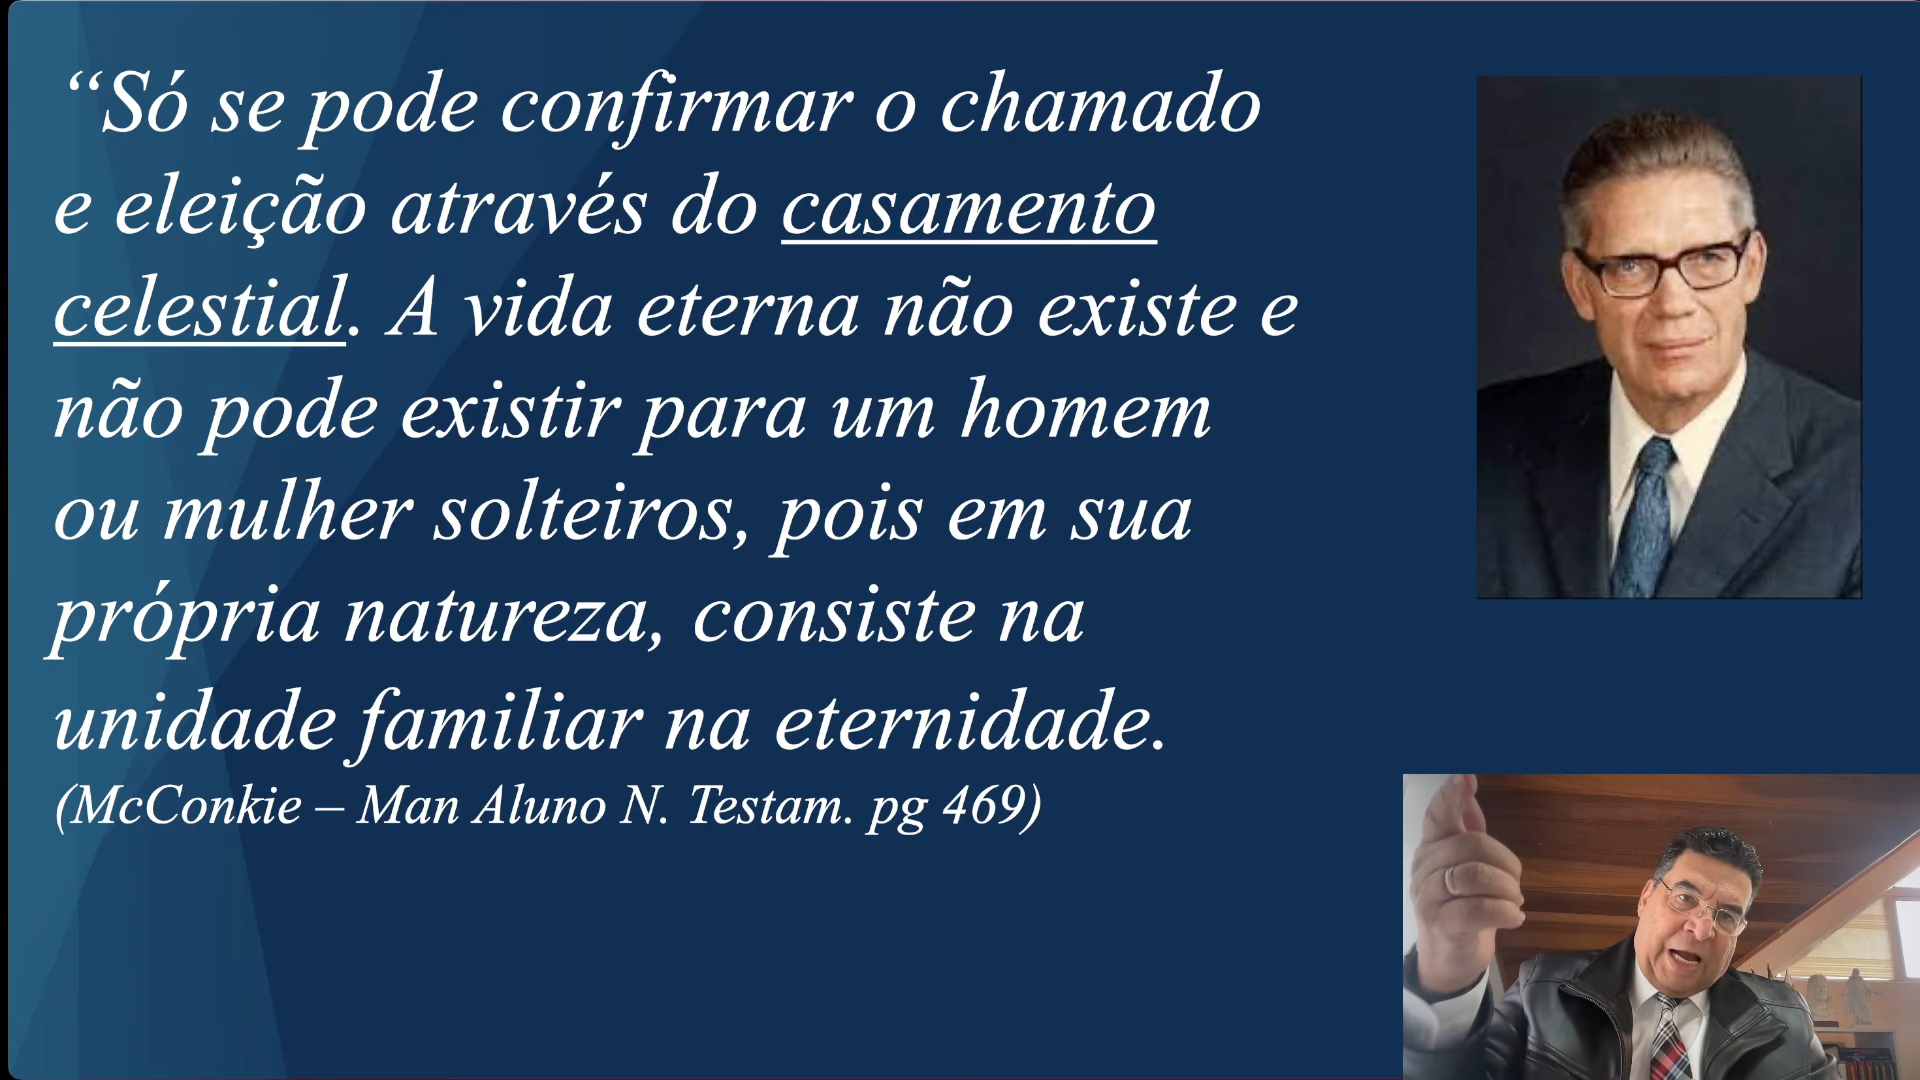 “Só se pode confirmar o chamado
e eleição através do casamento
celestial. A vida eterna não existe e
não pode existir para um homem
ou mulher solteiros, pois em sua
própria natureza, consiste na
unidade familiar na eternidade.
(McConkie – Man Aluno N. Testam. pg 469)